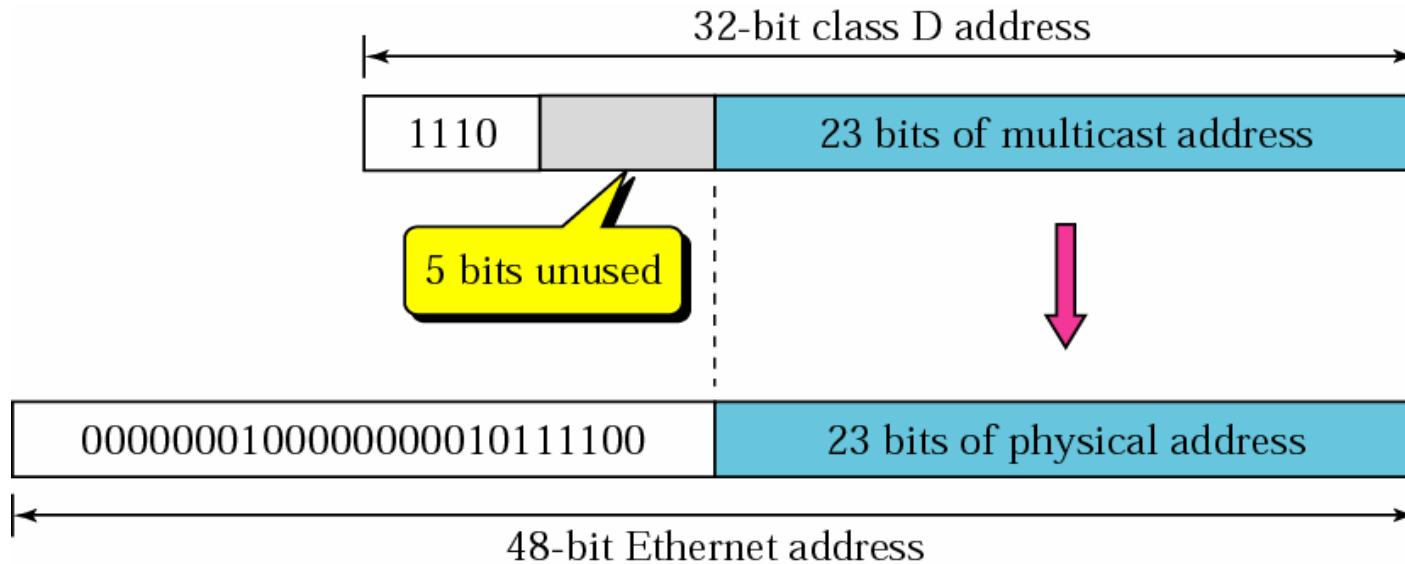 32-bit class D address
1110
23 bits of multicast address
5 bits unused
0000000100000000010111100
23 bits of physical address
48-bit Ethernet address